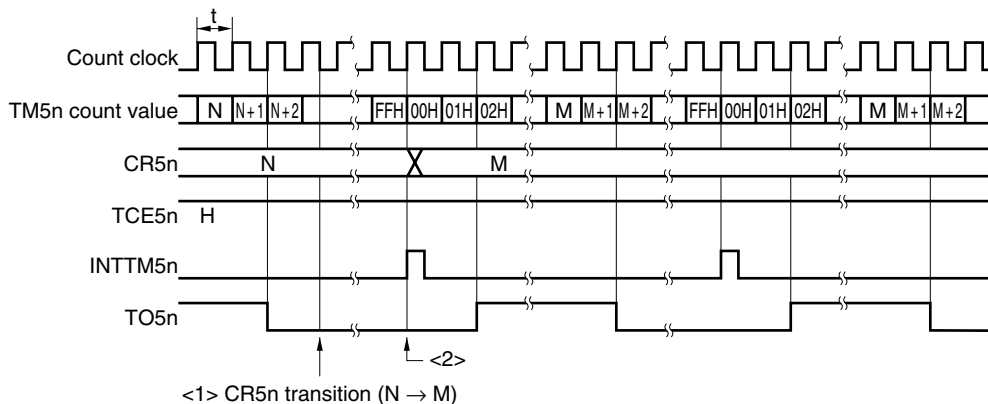 t
Count clock
TM5n count value N N+1 N+2 FFH 00H 01H 02H M M+1 M+2 FFH 00H 01H 02H M M+1 M+2
CR5n N M
TCE5n H
INTTM5n
TO5n
<2>
<1> CR5n transition (N → M)